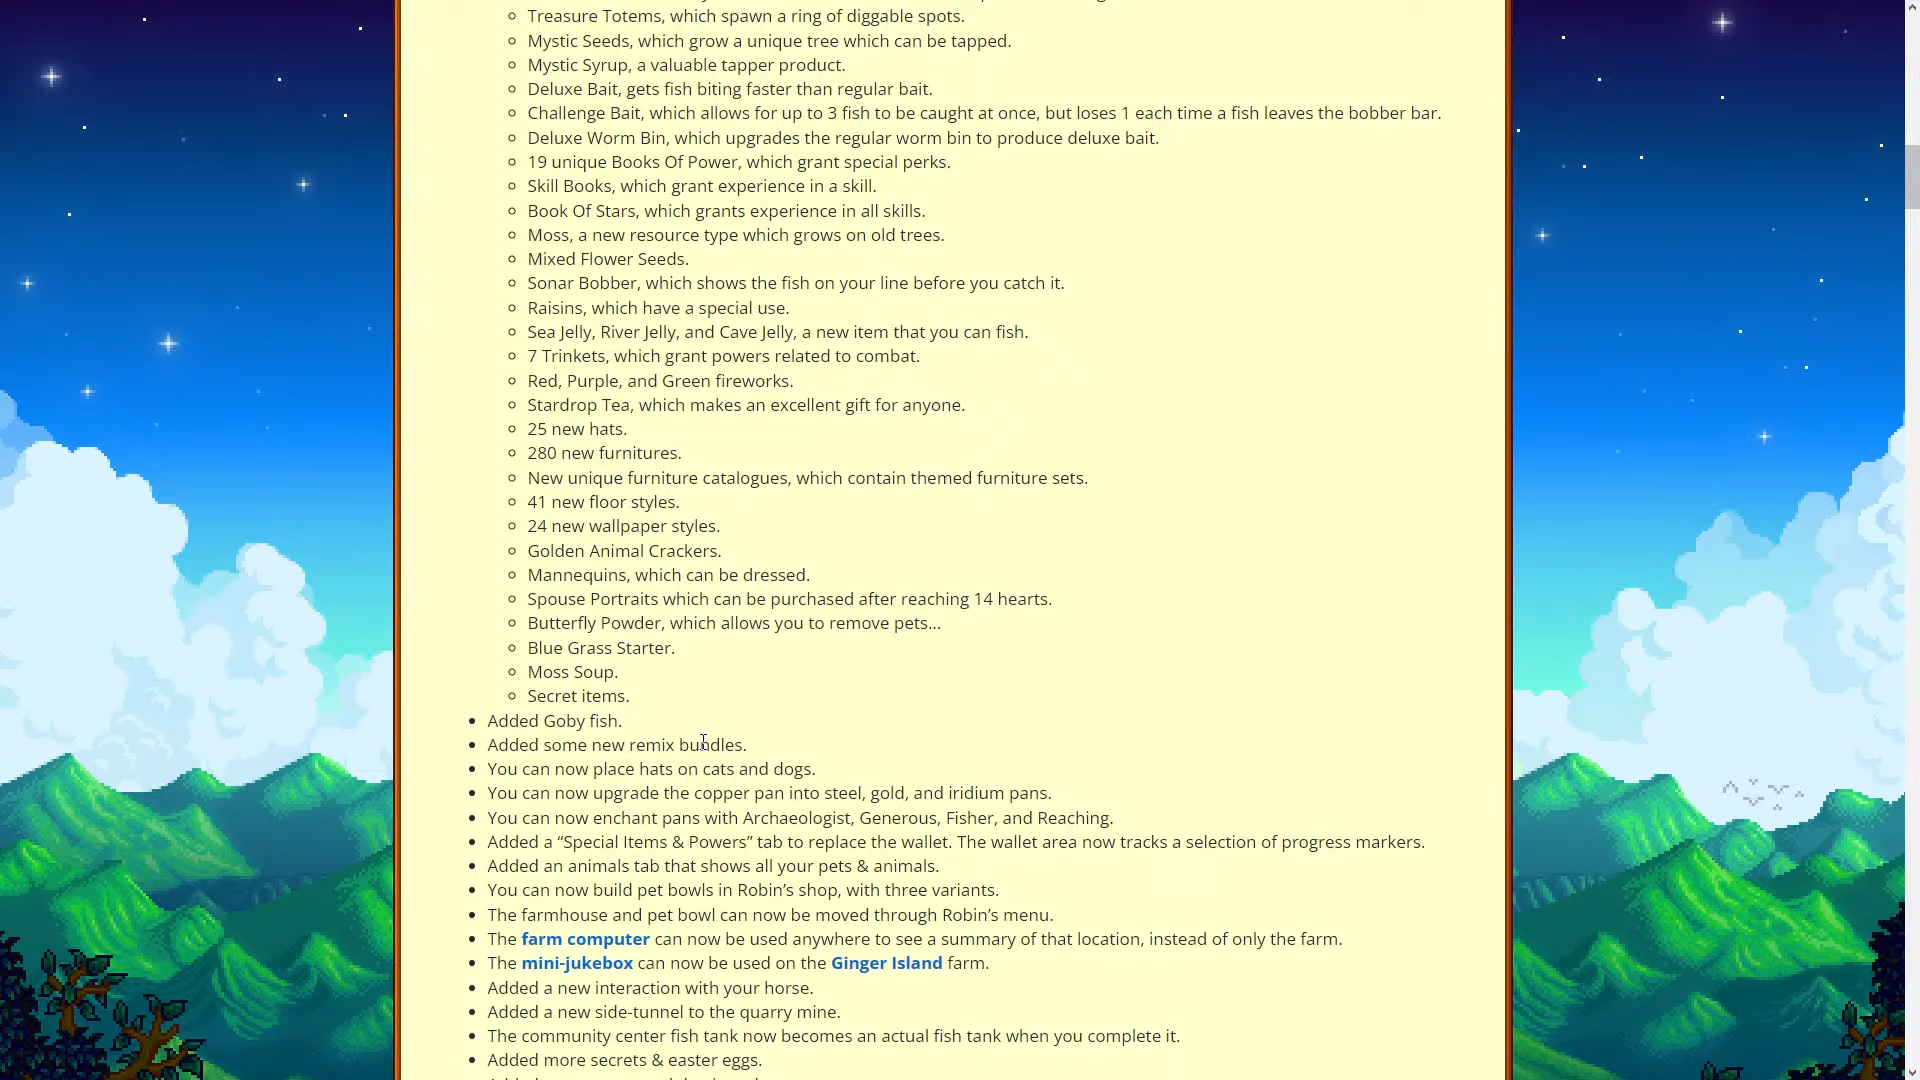 Treasure Totems, which spawn a ring of diggable spots.
Mystic Seeds, which grow a unique tree which can be tapped.
Mystic Syrup, a valuable tapper product.
Deluxe Bait, gets fish biting faster than regular bait.
Challenge Bait, which allows for up to 3 fish to be caught at once, but loses 1 each time a fish leaves the bobber bar.
Deluxe Worm Bin, which upgrades the regular worm bin to produce deluxe bait.
19 unique Books Of Power, which grant special perks.
Skill Books, which grant experience in a skill.
Book Of Stars, which grants experience in all skills.
Moss, a new resource type which grows on old trees.
Mixed Flower Seeds.
Sonar Bobber, which shows the fish on your line before you catch it.
Raisins, which have a special use.
Sea Jelly, River Jelly, and Cave Jelly, a new item that you can fish.
7 Trinkets, which grant powers related to combat.
Red, Purple, and Green fireworks.
Stardrop Tea, which makes an excellent gift for anyone.
25 new hats.
280 new furnitures.
New unique furniture catalogues, which contain themed furniture sets.
41 new floor styles.
24 new wallpaper styles.
Golden Animal Crackers.
Mannequins, which can be dressed.
Spouse Portraits which can be purchased after reaching 14 hearts.
Butterfly Powder, which allows you to remove pets…
Blue Grass Starter.
Moss Soup.
Secret items.
Added Goby fish.
Added some new remix bundles.
You can now place hats on cats and dogs.
You can now upgrade the copper pan into steel, gold, and iridium pans.
You can now enchant pans with Archaeologist, Generous, Fisher, and Reaching.
Added a “Special Items & Powers” tab to replace the wallet. The wallet area now tracks a selection of progress markers.
Added an animals tab that shows all your pets & animals.
You can now build pet bowls in Robin’s shop, with three variants.
The farmhouse and pet bowl can now be moved through Robin’s menu.
The farm computer can now be used anywhere to see a summary of that location, instead of only the farm.
The mini-jukebox can now be used on the Ginger Island farm.
Added a new interaction with your horse.
Added a new side-tunnel to the quarry mine.
The community center fish tank now becomes an actual fish tank when you complete it.
Added more secrets & easter eggs.